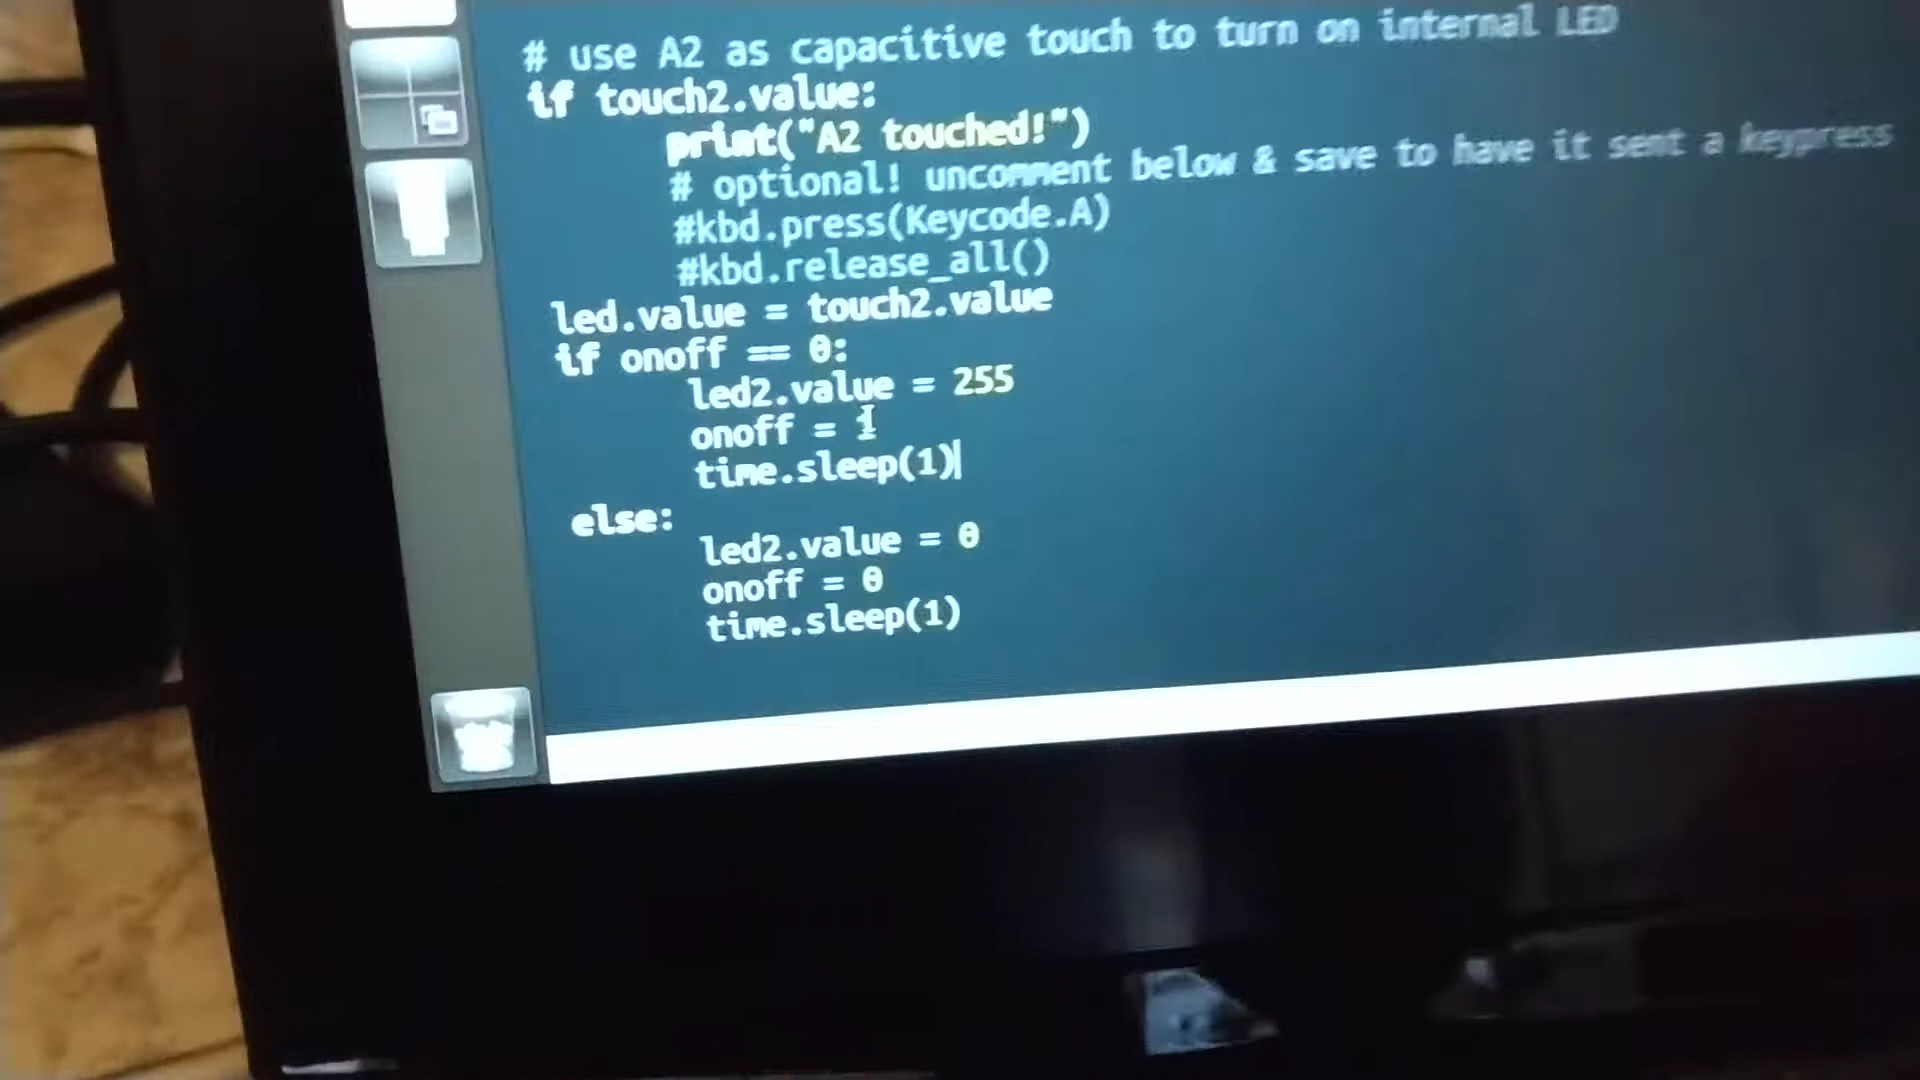 # use A2 as capacitive touch to turn on internal LED
if touch2.value:
print("A2 touched!")
# optional! uncomment below & save to have it sent a keypress
#kbd.press(Keycode.A)
#kbd.release_all()
led.value = touch2.value
if onoff == 0:
led2.value = 255
onoff = 1
time.sleep(1)
else:
led2.value = 0
onoff = 0
time.sleep(1)